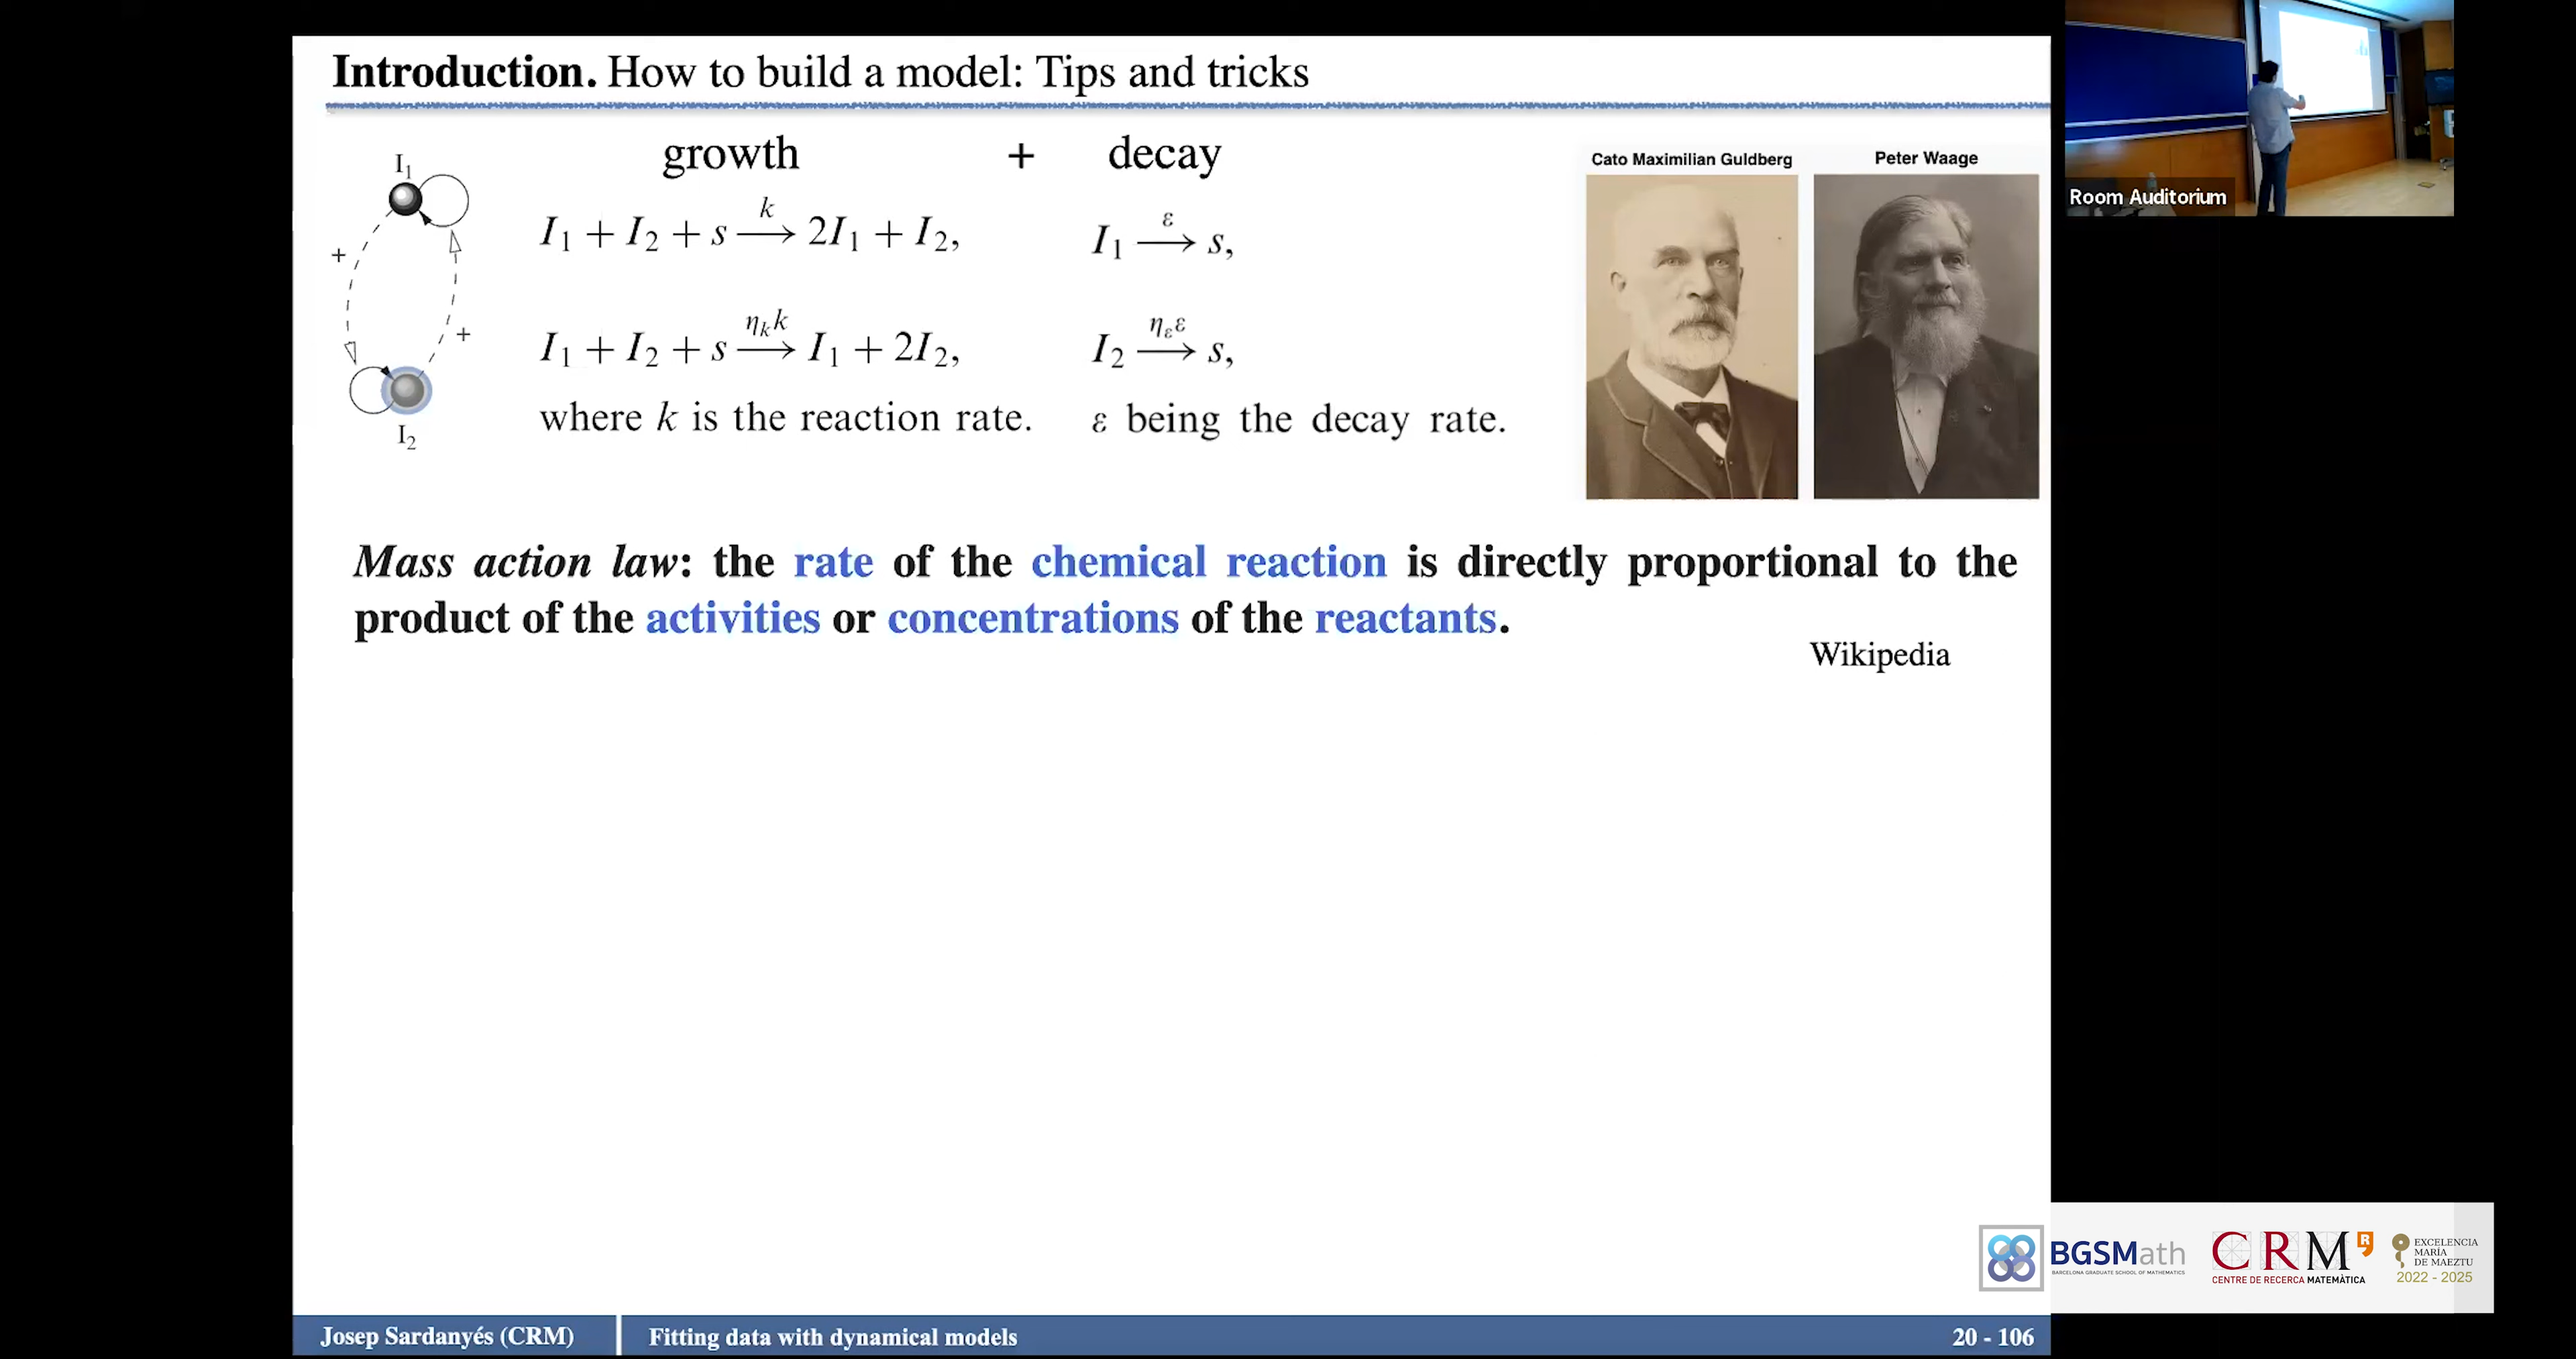 Introduction. How to build a model: Tips and tricks
growth + decay
I₁
+
+
I₂
I₁ + I₂ + s —k→ 2I₁ + I₂,
I₁ —ε→ s,
I₁ + I₂ + s —ηₖk→ I₁ + 2I₂,
I₂ —η_ε ε→ s,
where k is the reaction rate.
ε being the decay rate.
Cato Maximilian Guldberg
Peter Waage
Room Auditorium
Mass action law: the rate of the chemical reaction is directly proportional to the
product of the activities or concentrations of the reactants.
Wikipedia
BGSMath
BARCELONA GRADUATE SCHOOL OF MATHEMATICS
CRM R
CENTRE DE RECERCA MATEMÀTICA
EXCELENCIA
MARÍA
DE MAEZTU
2022 - 2025
Josep Sardanyés (CRM)
Fitting data with dynamical models
20 - 106